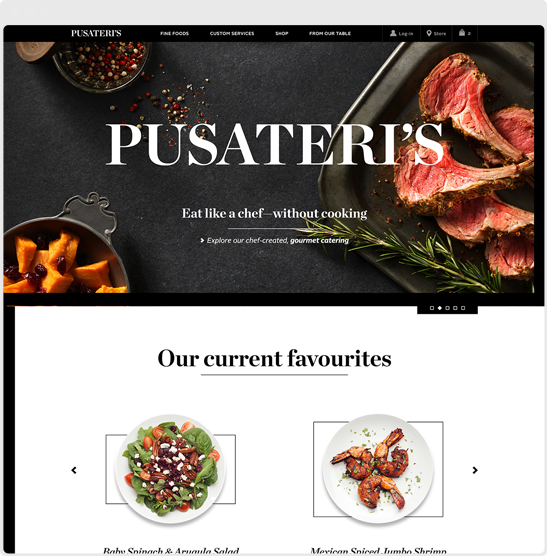 PUSATERI'S FINE FOODS CUSTOM SERVICES SHOP FROM OUR TABLE Log-in Store 2
PUSATERI'S
Eat like a chef—without cooking
Explore our chef-created, gourmet catering
Our current favourites
Baby Spinach & Arugula Salad Mexican Spiced Jumbo Shrimp